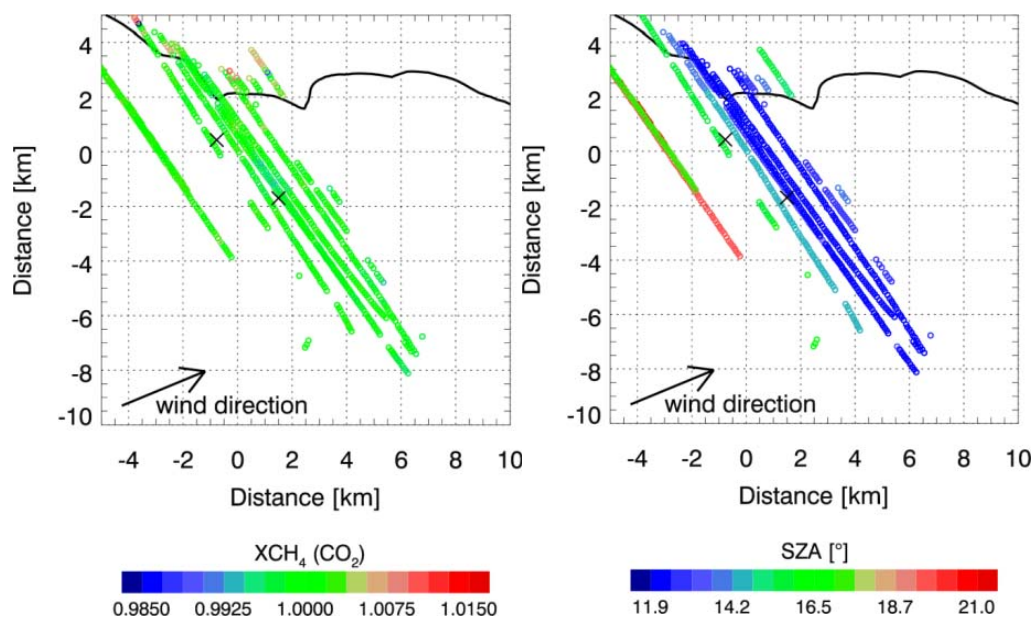 4
2
0
-2
-4
-6
-8
-10
Distance [km]
wind direction
-4 -2 0 2 4 6 8 10
Distance [km]
XCH₄ (CO₂)
0.9850 0.9925 1.0000 1.0075 1.0150
4
2
0
-2
-4
-6
-8
-10
Distance [km]
wind direction
-4 -2 0 2 4 6 8 10
Distance [km]
SZA [°]
11.9 14.2 16.5 18.7 21.0